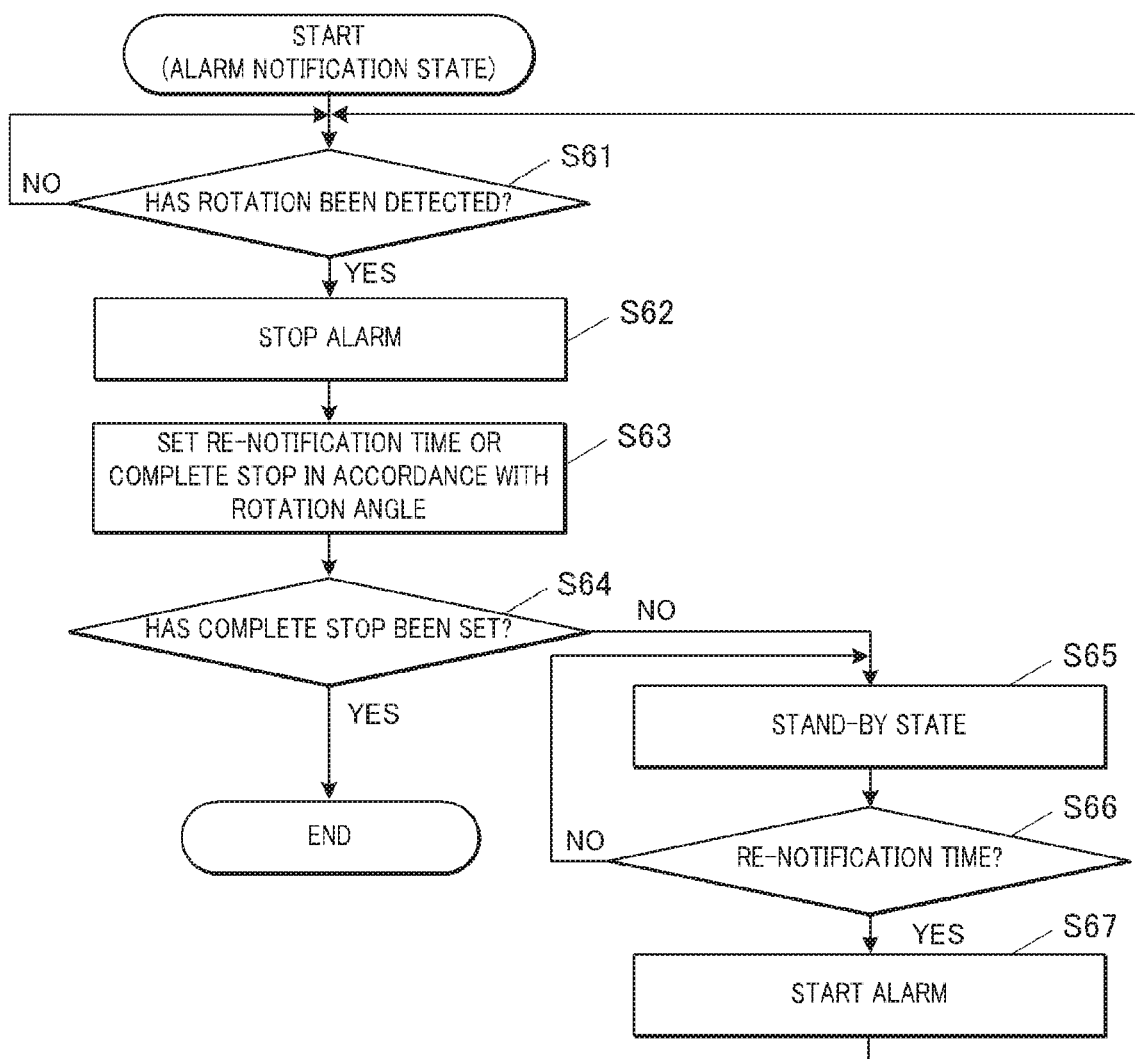 START
(ALARM NOTIFICATION STATE)
S61
NO
HAS ROTATION BEEN DETECTED?
YES
S62
STOP ALARM
S63
SET RE-NOTIFICATION TIME OR
COMPLETE STOP IN ACCORDANCE WITH
ROTATION ANGLE
S64
NO
HAS COMPLETE STOP BEEN SET?
YES
END
S65
STAND-BY STATE
S66
NO
RE-NOTIFICATION TIME?
YES
S67
START ALARM